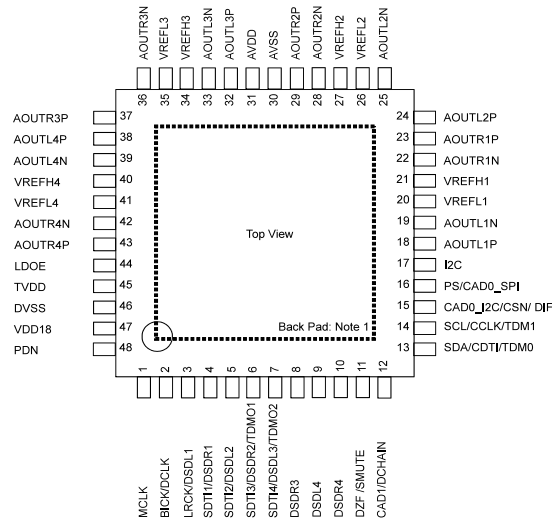 AOUTR3N
VREFL3
VREFH3
AOUTL3N
AOUTL3P
AVDD
AVSS
AOUTR2P
AOUTR2N
VREFH2
VREFL2
AOUTL2N
36
35
34
33
32
31
30
29
28
27
26
25
AOUTR3P 37
AOUTL4P 38
AOUTL4N 39
VREFH4 40
VREFL4 41
AOUTR4N 42
AOUTR4P 43
LDOE 44
TVDD 45
DVSS 46
VDD18 47
PDN 48
Top View
Back Pad: Note 1
24 AOUTL2P
23 AOUTR1P
22 AOUTR1N
21 VREFH1
20 VREFL1
19 AOUTL1N
18 AOUTL1P
17 I2C
16 PS/CAD0_SPI
15 CAD0_I2C/CSN/ DIF
14 SCL/CCLK/TDM1
13 SDA/CDTI/TDM0
1
2
3
4
5
6
7
8
9
10
11
12
MCLK
BICK/DCLK
LRCK/DSDL1
SDTI1/DSDR1
SDTI2/DSDL2
SDTI3/DSDR2/TDMO1
SDTI4/DSDL3/TDMO2
DSDR3
DSDL4
DSDR4
DZF /SMUTE
CAD1/DCHAIN